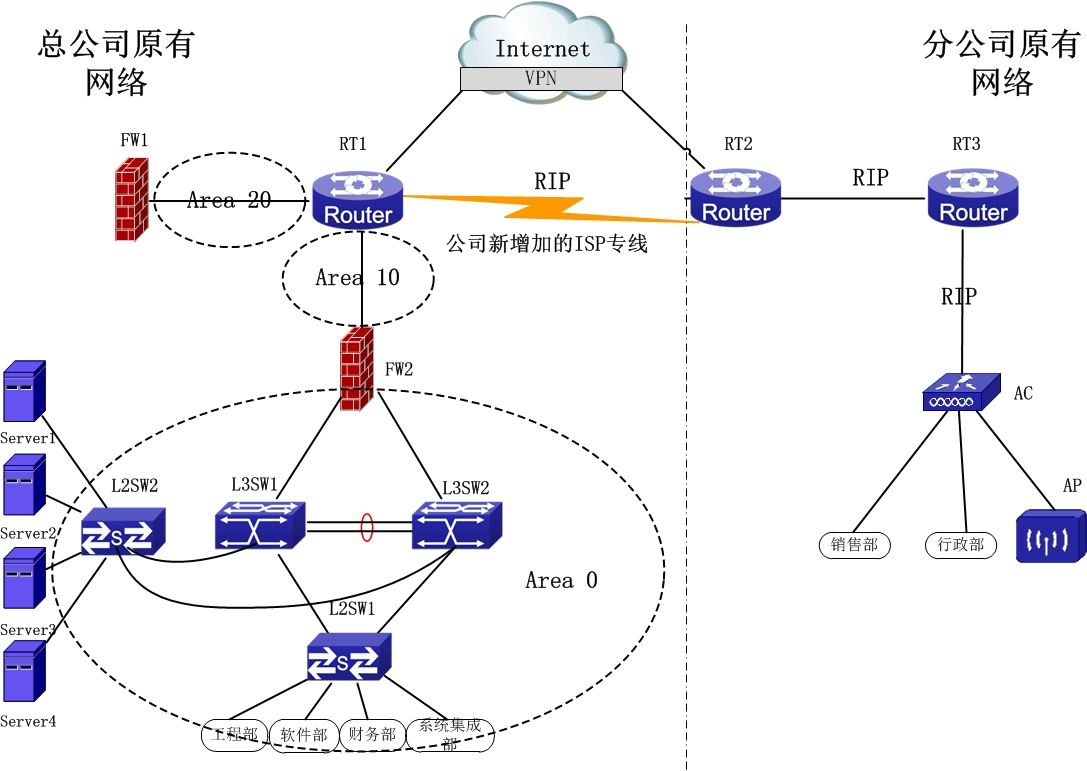 总公司原有
网络
Internet
VPN
分公司原有
网络
FW1
RT1
RT2
RT3
Area 20
Router
RIP
Router
RIP
Router
公司新增加的ISP专线
Area 10
RIP
FW2
AC
Server1
L2SW2
L3SW1
L3SW2
AP
Server2
S
销售部
行政部
Area 0
L2SW1
Server3
S
Server4
工程部
软件部
财务部
系统集成
部